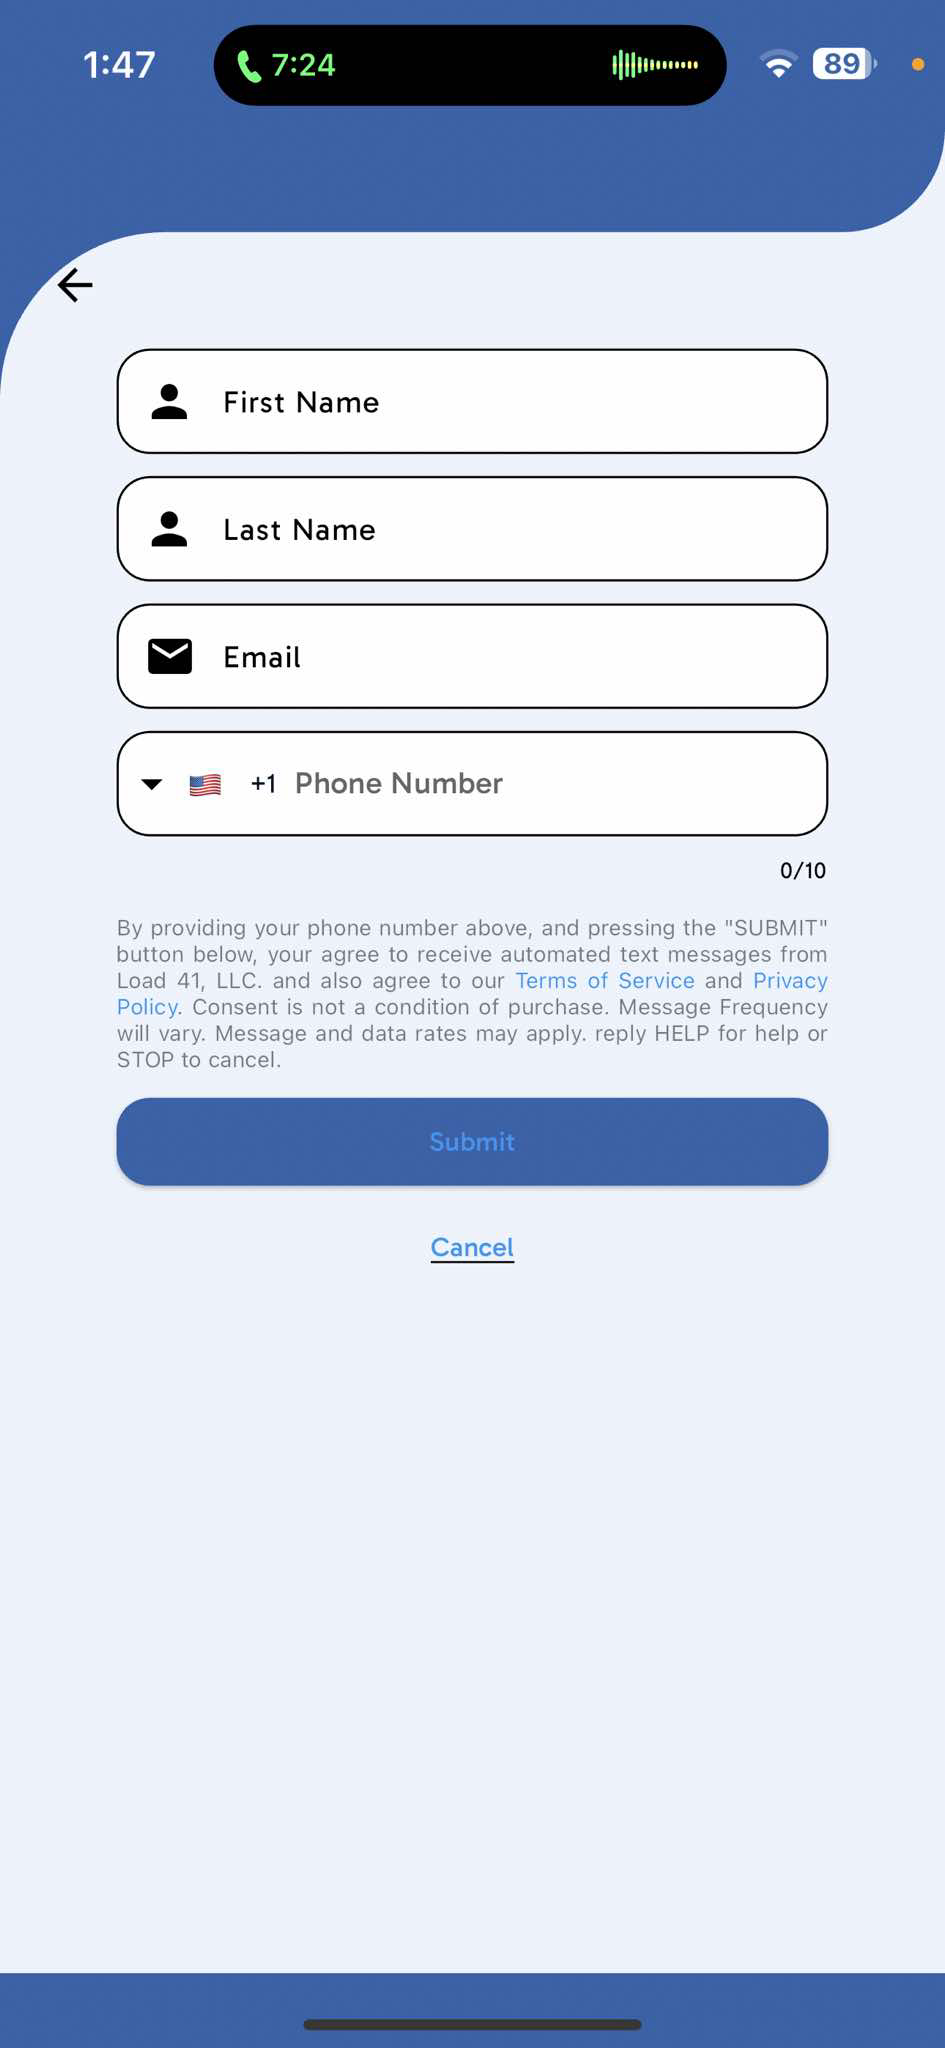 1:47
7:24
89
First Name
Last Name
Email
+1 Phone Number
0/10
By providing your phone number above, and pressing the "SUBMIT"
button below, your agree to receive automated text messages from
Load 41, LLC. and also agree to our Terms of Service and Privacy
Policy. Consent is not a condition of purchase. Message Frequency
will vary. Message and data rates may apply. reply HELP for help or
STOP to cancel.
Submit
Cancel